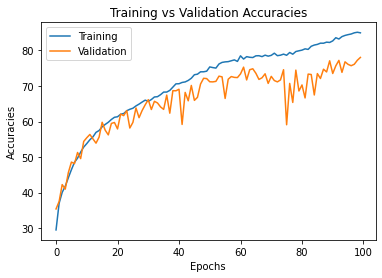 Training vs Validation Accuracies
Training
Validation
Accuracies
80
70
60
50
40
30
0
20
40
60
80
100
Epochs